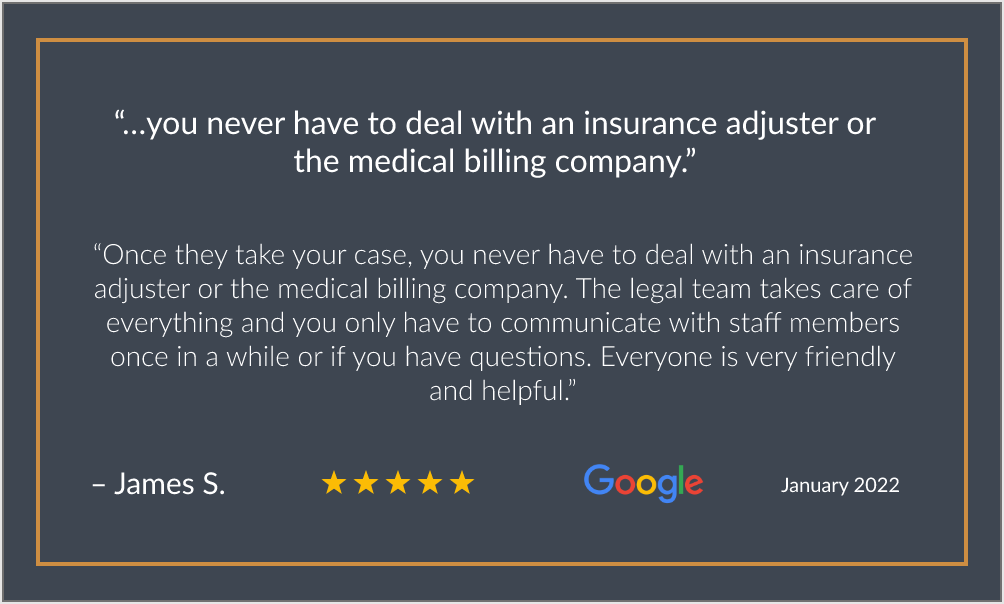 “...you never have to deal with an insurance adjuster or
the medical billing company.”
“Once they take your case, you never have to deal with an insurance
adjuster or the medical billing company. The legal team takes care of
everything and you only have to communicate with staff members
once in a while or if you have questions. Everyone is very friendly
and helpful.”
– James S.
Google
January 2022